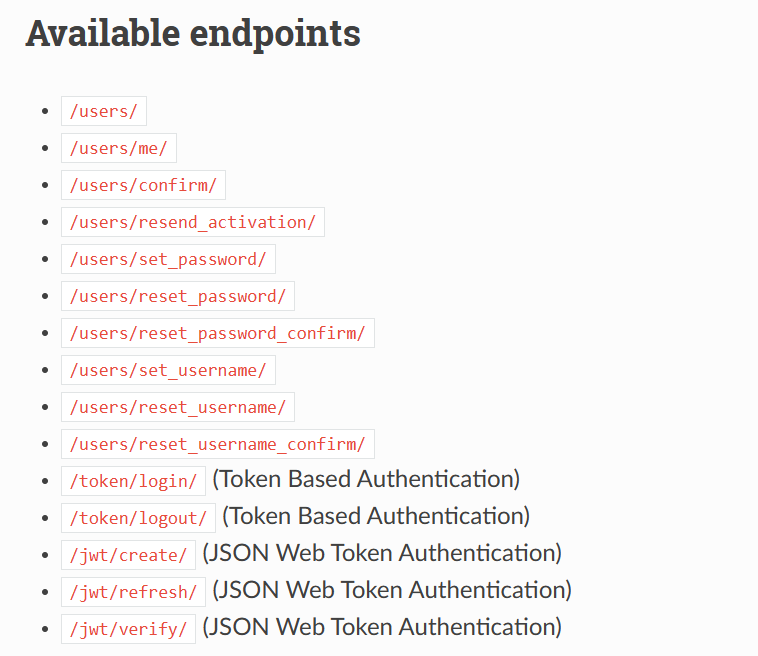 Available endpoints
/users/
/users/me/
/users/confirm/
/users/resend_activation/
/users/set_password/
/users/reset_password/
/users/reset_password_confirm/
/users/set_username/
/users/reset_username/
/users/reset_username_confirm/
/token/login/ (Token Based Authentication)
/token/logout/ (Token Based Authentication)
/jwt/create/ (JSON Web Token Authentication)
/jwt/refresh/ (JSON Web Token Authentication)
/jwt/verify/ (JSON Web Token Authentication)